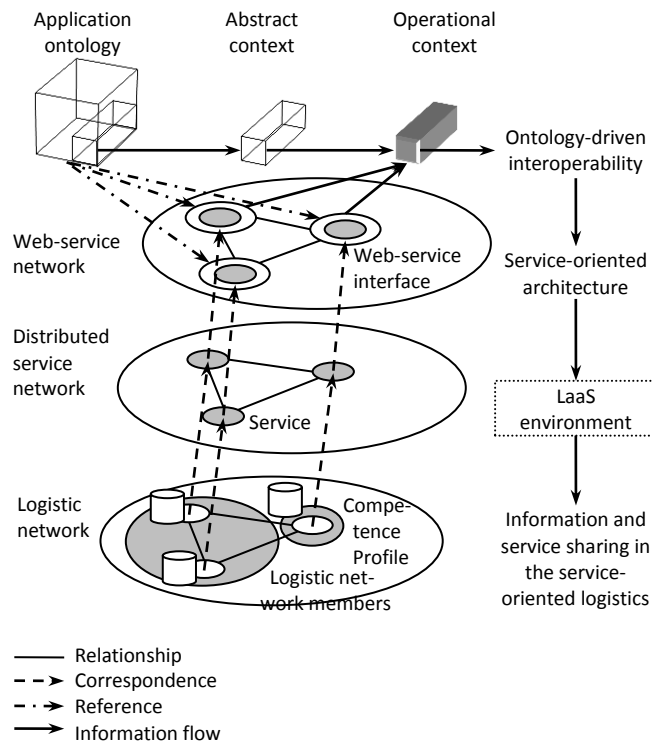 Application
ontology
Abstract
context
Operational
context
Ontology-driven
interoperability
Web-service
network
Web-service
interface
Service-oriented
architecture
Distributed
service
network
Service
LaaS
environment
Logistic
network
Compe-
tence
Profile
Logistic net-
work members
Information and
service sharing in
the service-
oriented logistics
Relationship
Correspondence
Reference
Information flow